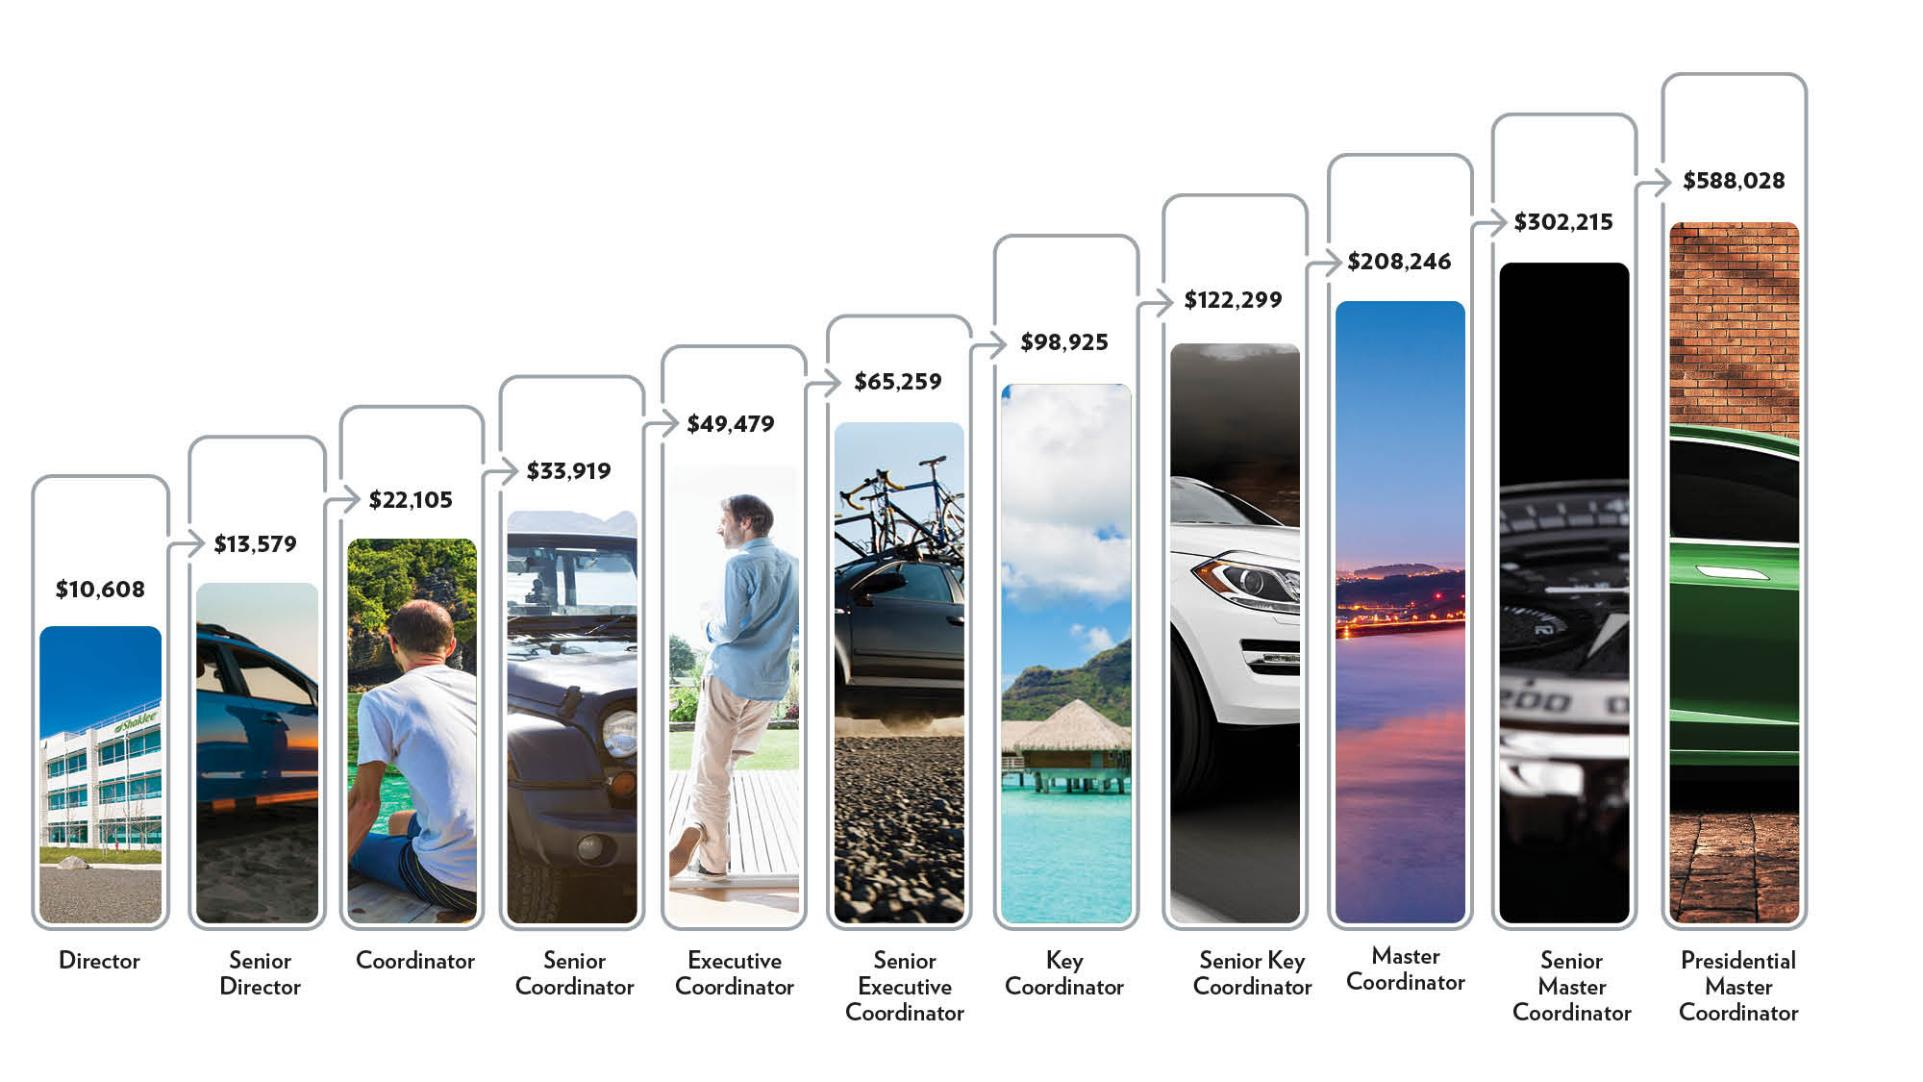 $10,608
$13,579
$22,105
$33,919
$49,479
$65,259
$98,925
$122,299
$208,246
$302,215
$588,028
Shaklee
12
Director
Senior
Director
Coordinator
Senior
Coordinator
Executive
Coordinator
Senior
Executive
Coordinator
Key
Coordinator
Senior Key
Coordinator
Master
Coordinator
Senior
Master
Coordinator
Presidential
Master
Coordinator